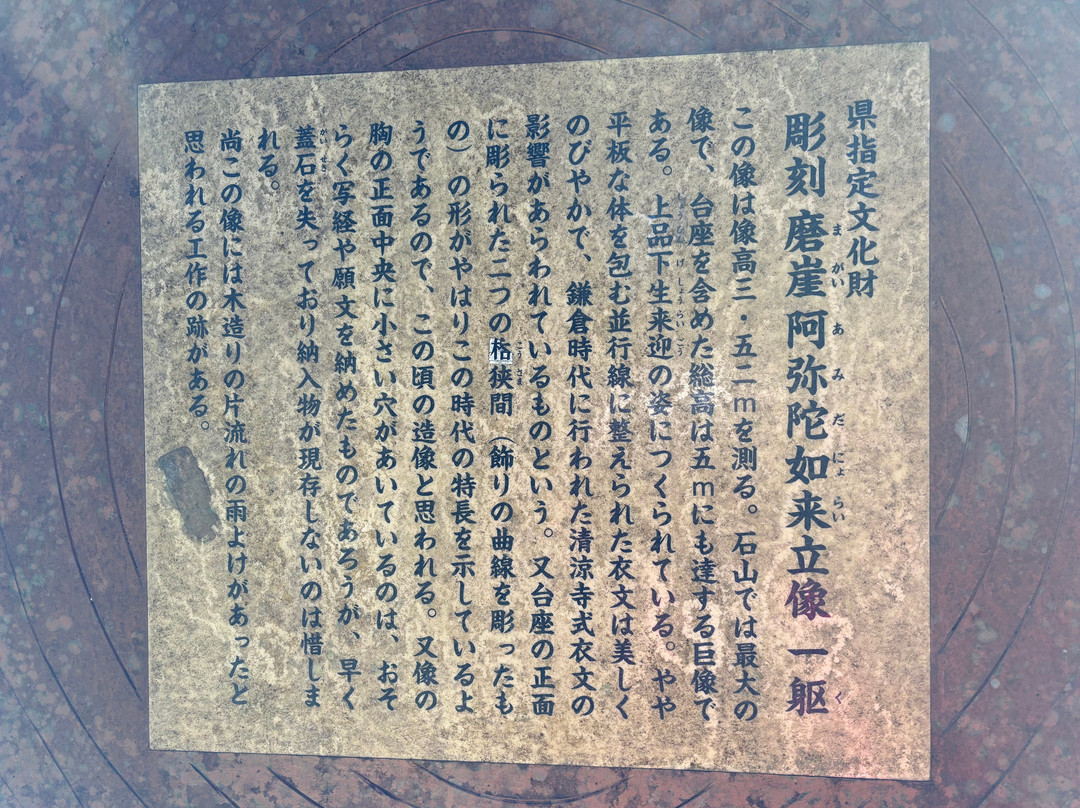 県指定文化財
彫刻 磨崖阿弥陀如来立像 一躯
この像は像高三・五二mを測る。石山では最大の
像で、台座を含めた総高は五mにも達する巨像で
ある。上品下生来迎の姿につくられている。やや
平板な体を包む並行線に整えられた衣文は美しく
のびやかで、鎌倉時代に行われた清涼寺式衣文の
影響があらわれているものという。又台座の正面
に彫られた二つの格狭間（飾りの曲線を彫ったも
の）の形がやはりこの時代の特長を示しているよ
うであるので、この頃の造像と思われる。又像の
胸の正面中央に小さい穴があいているのは、おそ
らく写経や願文を納めたものであろうが、早く
蓋石を失っており納入物が現存しないのは惜しま
れる。
尚この像には木造りの片流れの雨よけがあったと
思われる工作の跡がある。